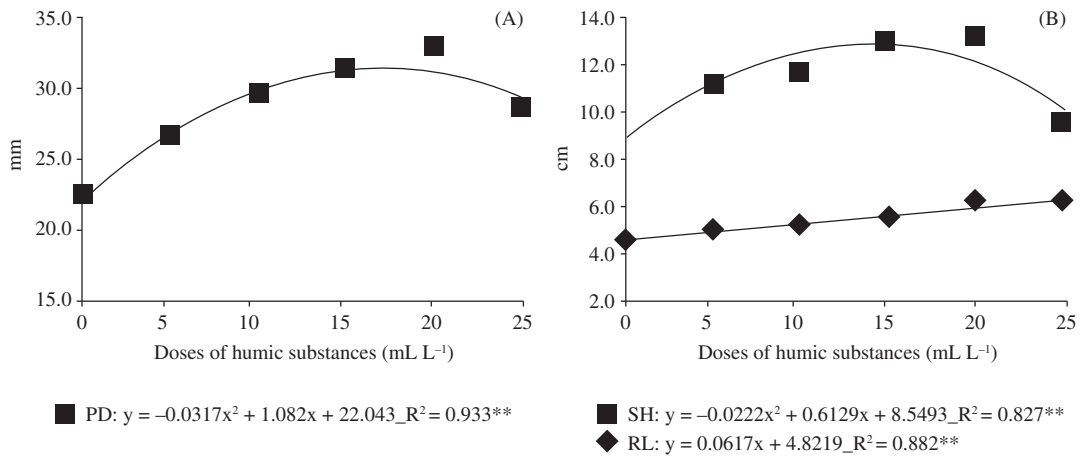 (A)
35.0
30.0
25.0
20.0
15.0
mm
0 5 10 15 20 25
Doses of humic substances (mL L⁻¹)
PD: y = –0.0317x² + 1.082x + 22.043_R² = 0.933**
(B)
14.0
12.0
10.0
8.0
6.0
4.0
2.0
cm
0 5 10 15 20 25
Doses of humic substances (mL L⁻¹)
SH: y = –0.0222x² + 0.6129x + 8.5493_R² = 0.827**
RL: y = 0.0617x + 4.8219_R² = 0.882**